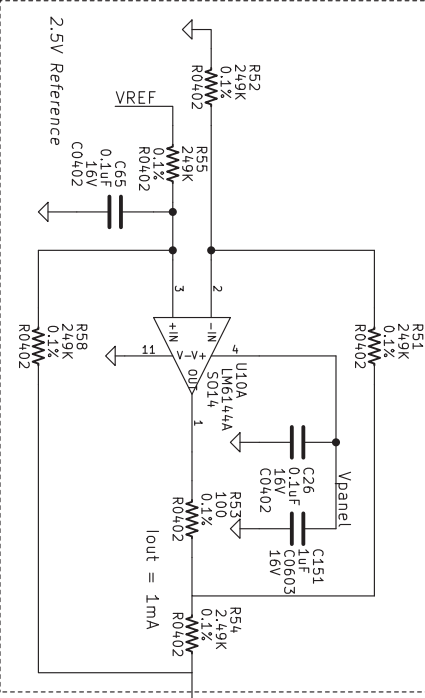 R51
249K
0.1%
R0402
Vpanel
C26
0.1uF
16V
C0402
C151
1uF
C0603
16V
R52
249K
0.1%
R0402
U10A
LM6144A
SO14
4
2
-IN
V+
V-
OUT
+IN
3
11
1
R53
100
0.1%
R0402
R54
2.49K
0.1%
R0402
VREF
R55
249K
0.1%
R0402
Iout = 1mA
C65
0.1uF
16V
C0402
2.5V Reference
R58
249K
0.1%
R0402